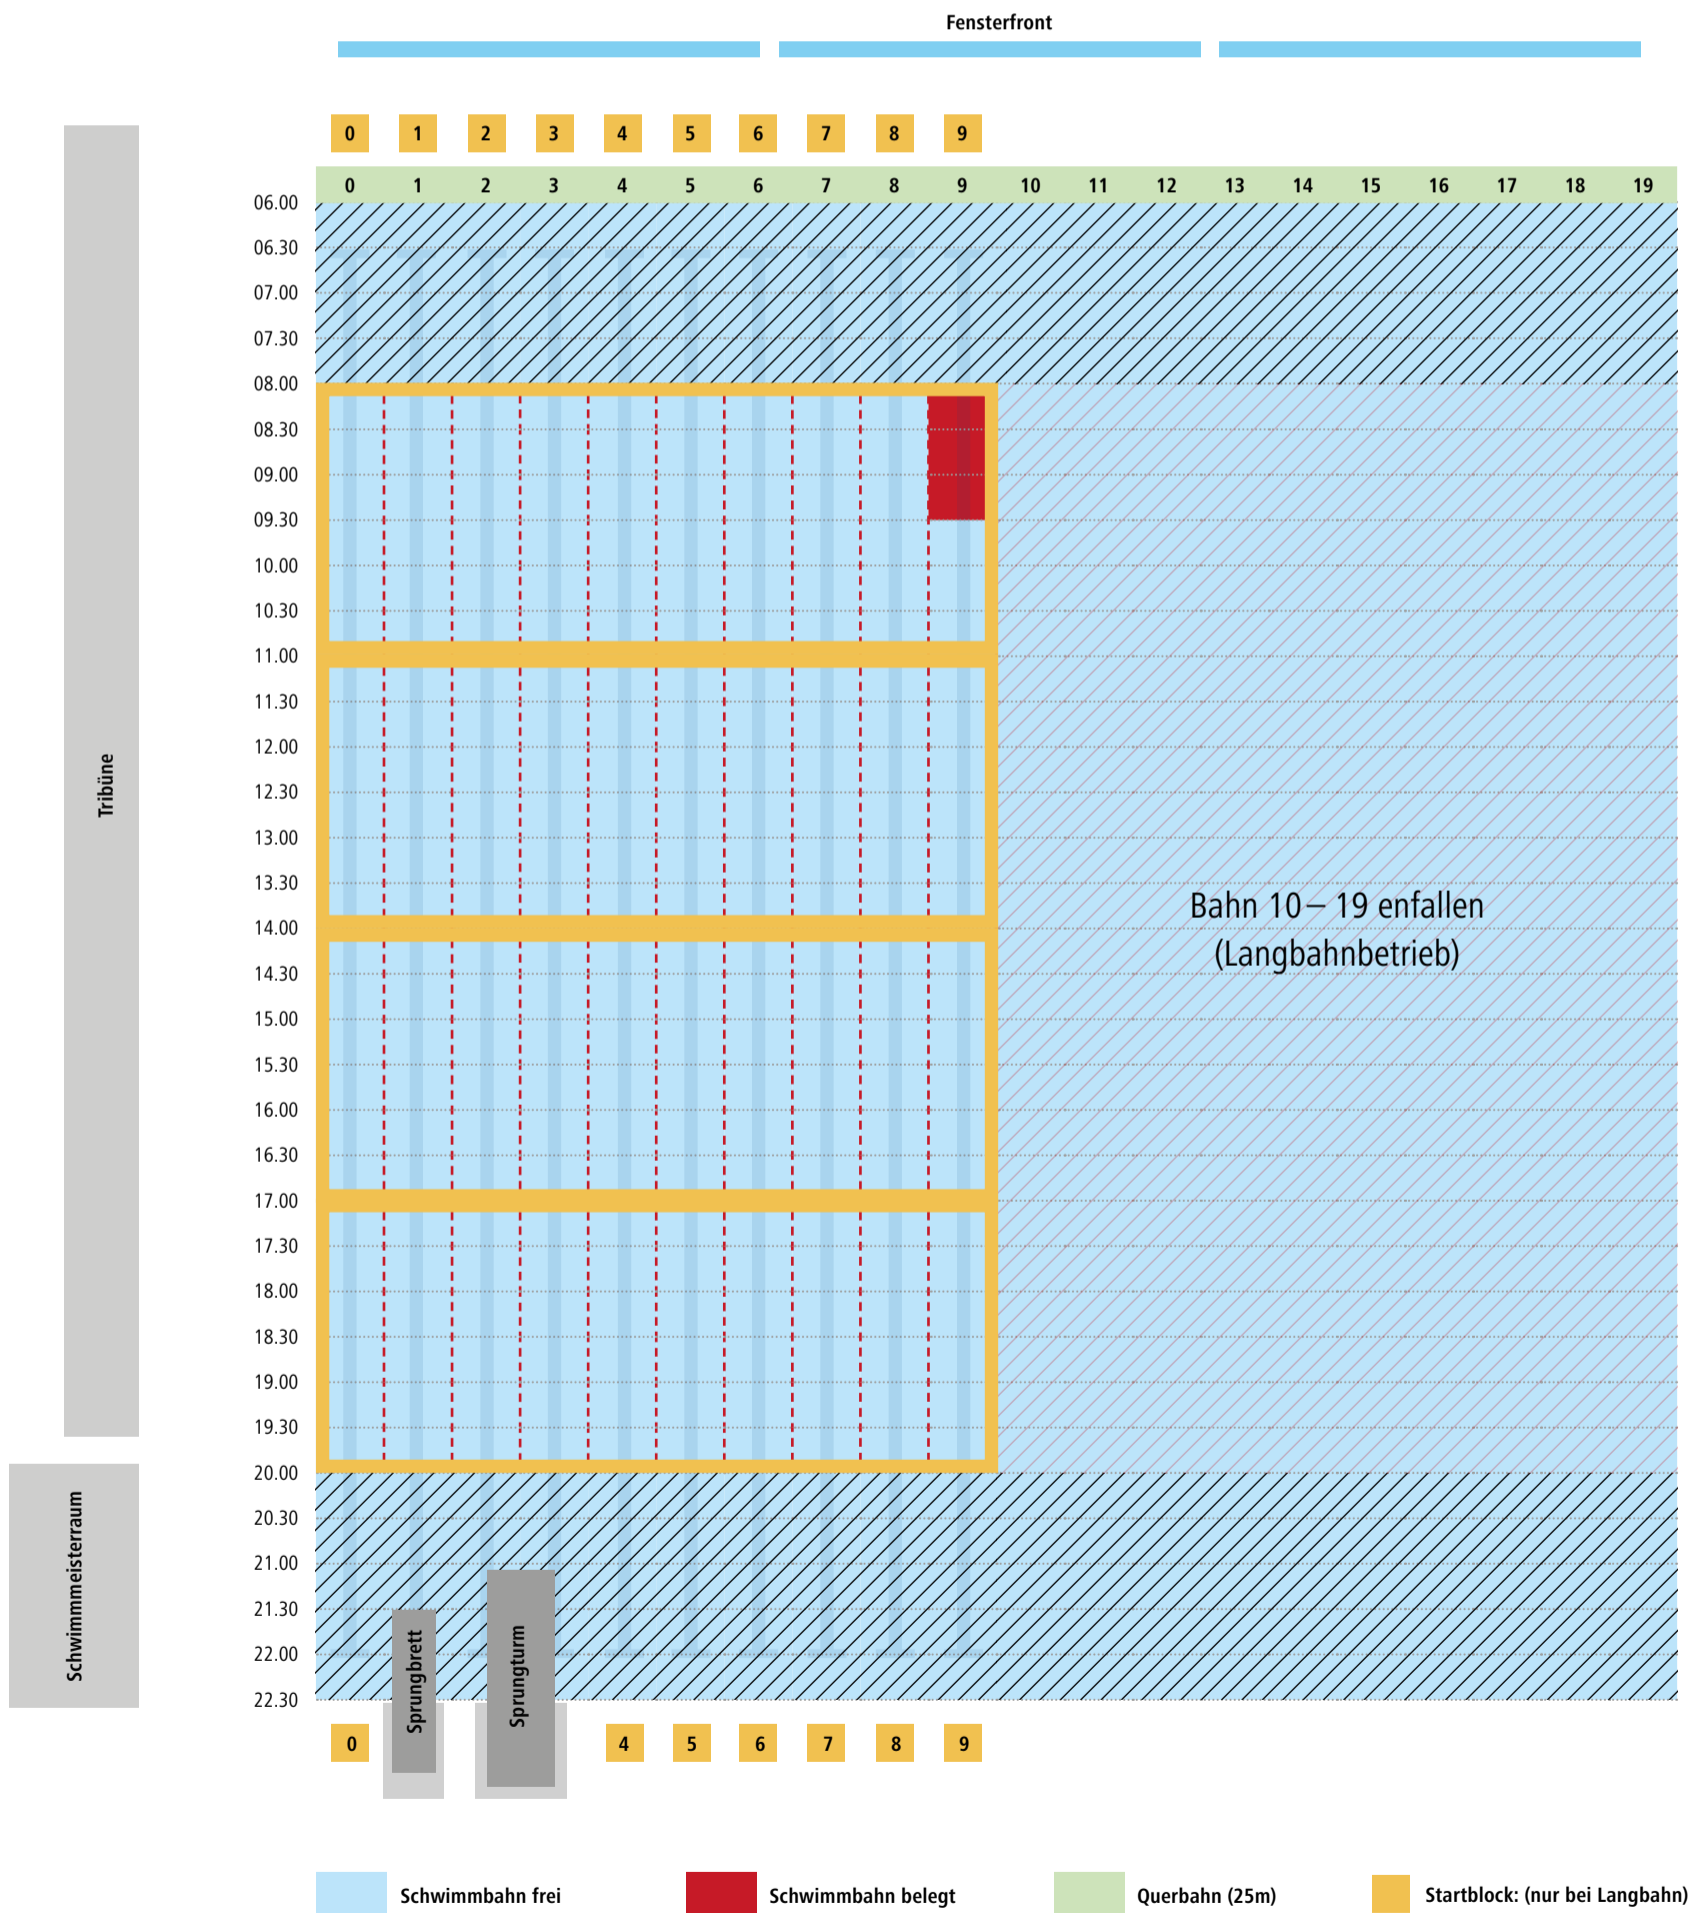 Fensterfront
0 1 2 3 4 5 6 7 8 9
0 1 2 3 4 5 6 7 8 9 10 11 12 13 14 15 16 17 18 19
06.00
06.30
07.00
07.30
08.00
08.30
09.00
09.30
10.00
10.30
11.00
11.30
12.00
12.30
13.00
13.30
14.00
14.30
15.00
15.30
16.00
16.30
17.00
17.30
18.00
18.30
19.00
19.30
20.00
20.30
21.00
21.30
22.00
22.30
Tribüne
Schwimmmeisterraum
Bahn 10 – 19 enfallen
(Langbahnbetrieb)
Sprungbrett
Sprungturm
0 4 5 6 7 8 9
Schwimmbahn frei
Schwimmbahn belegt
Querbahn (25m)
Startblock: (nur bei Langbahn)